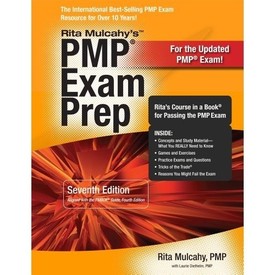 The International Best-Selling PMP Exam
Resource for Over 10 Years!
Rita Mulcahy's™
PMP®
Exam
Prep
For the Updated
PMP® Exam!
Rita's Course in a Book®
for Passing the PMP Exam
INSIDE:
• Concepts and Study Material—
What You REALLY Need to Know
• Games and Exercises
• Practice Exams and Questions
• Tricks of the Trade®
• Reasons You Might Fail the Exam
Seventh Edition
Aligned with the PMBOK® Guide Fourth Edition
Rita Mulcahy, PMP
with Laurie Diethelm, PMP